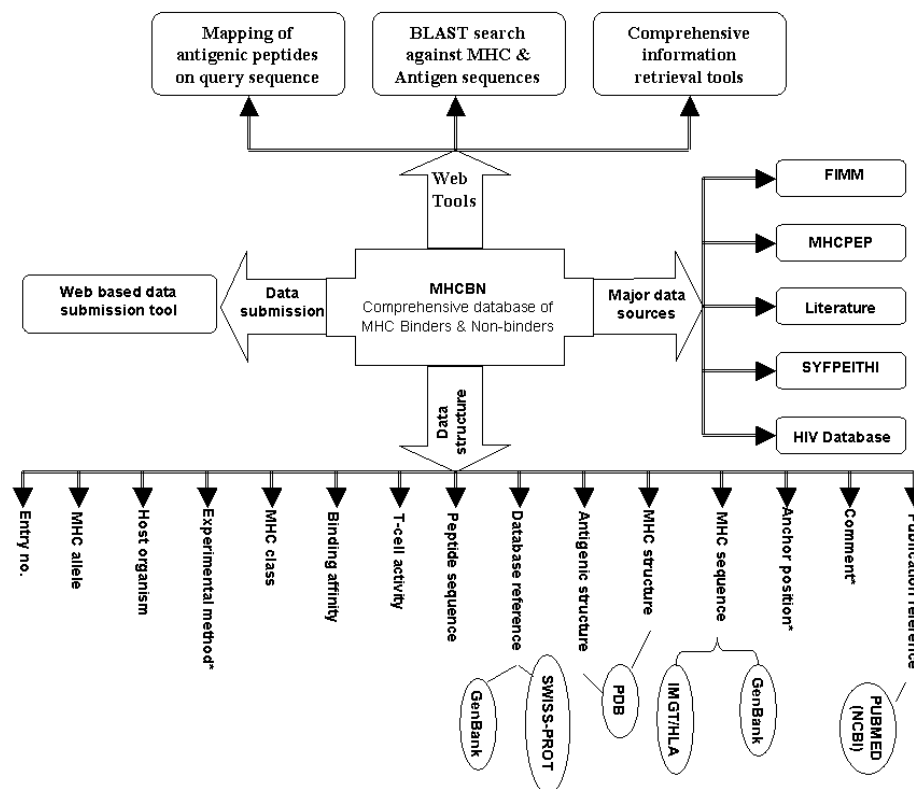 Mapping of
antigenic peptides
on query sequence
BLAST search
against MHC &
Antigen sequences
Comprehensive
information
retrieval tools
Web
Tools
FIMM
MHCPEP
Literature
SYFPEITHI
HIV Database
Web based data
submission tool
Data
submission
MHCBN
Comprehensive database of
MHC Binders & Non-binders
Major data
sources
Data
structure
Entry no.
MHC allele
Host organism
Experimental method*
MHC class
Binding affinity
T-cell activity
Peptide sequence
Database reference
Antigenic structure
MHC structure
MHC sequence
Anchor position*
Comment*
Publication reference
GenBank
SWISS-PROT
PDB
IMGT/HLA
GenBank
PUBMED
(NCBI)